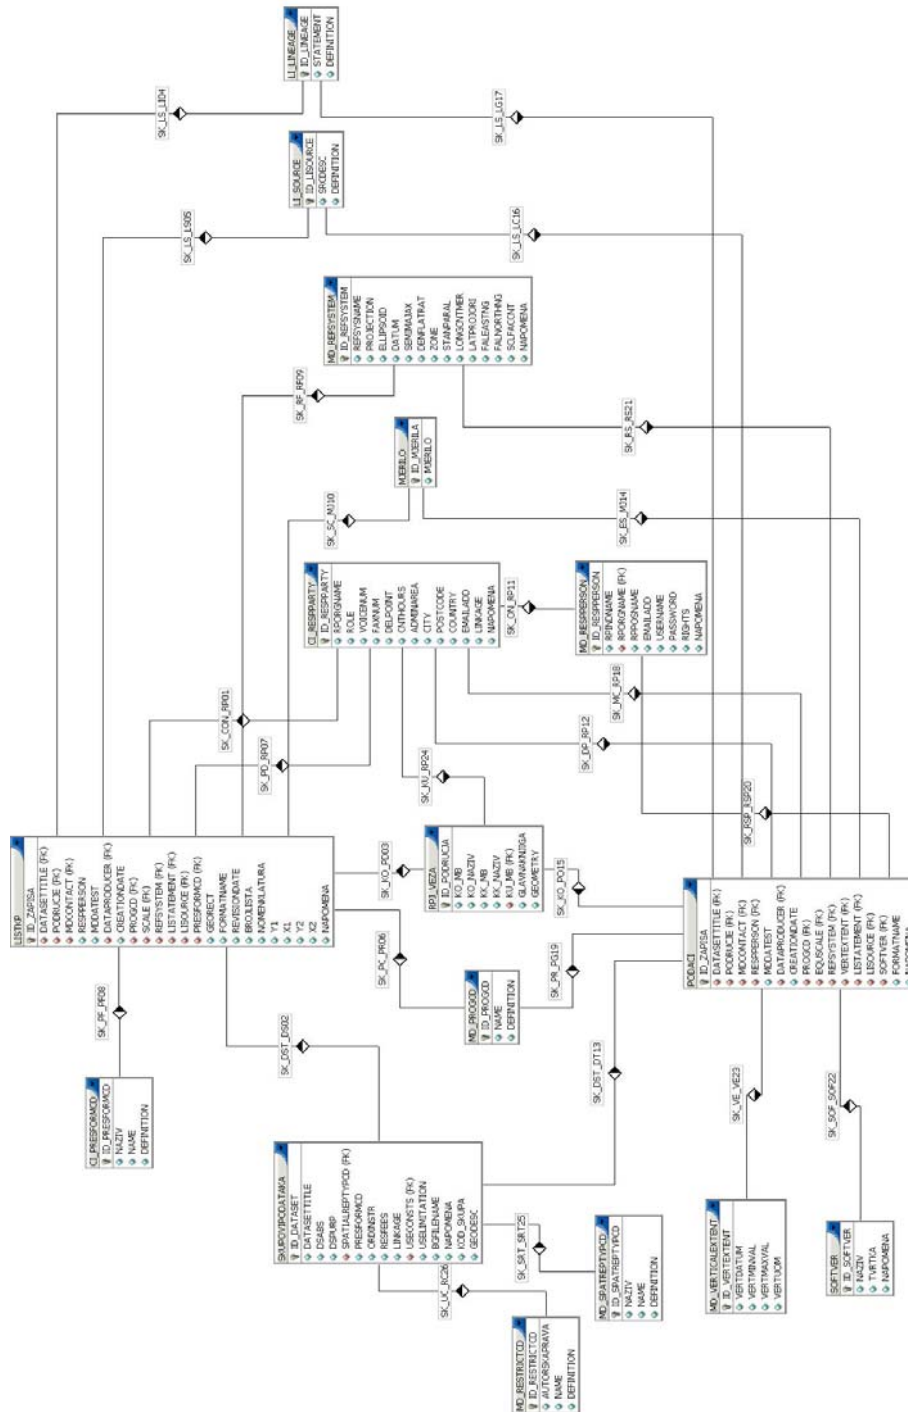 LI_LINEAGE
ID_LINEAGE
STATEMENT
DEFINITION
SK_LS_LI04
SK_LS_LG17
LI_SOURCE
ID_LISOURCE
SRCDESC
DEFINITION
SK_LS_LS05
SK_LS_LC16
MD_REFSYSTEM
ID_REFSYSTEM
REFSYSNAME
PROJECTION
ELLIPSOID
DATUM
SEMIMAJAX
DENFLATRAT
ZONE
STANPARAL
LONGCNTMER
LATPROJORI
FALEASTNG
FALNORTHNG
SCLFACCNT
NAPOMENA
SK_RF_RF09
SK_RS_RS21
MJERILO
ID_MJERILA
MJERILO
SK_SC_MJ10
SK_ES_MJ14
CI_RESPPARTY
ID_RESPPARTY
RPORGNAME
ROLE
VOICENUM
FAXNUM
DELPOINT
CNTHOURS
ADMINAREA
CITY
POSTCODE
COUNTRY
EMAILADD
LINKAGE
NAPOMENA
SK_ON_RP11
MD_RESPPERSON
ID_RESPPERSON
RPINDNAME
RPORGNAME (FK)
RPPOSNAME
EMAILADD
USERNAME
PASSWORD
RIGHTS
NAPOMENA
SK_CON_RP01
SK_PD_RP07
SK_KU_RP24
SK_MC_RP18
SK_DP_RP12
SK_RSP_RSP20
LISTKP
ID_ZAPISA
DATASETTITLE (FK)
PODRUCJE (FK)
MDCONTACT (FK)
RESPPERSON
MDDATEST
DATAPRODUCER (FK)
CREATIONDATE
PROGCD (FK)
SCALE (FK)
REFSYSTEM (FK)
LISTATEMENT (FK)
LISOURCE (FK)
PRESFORMCD (FK)
GEORECT
FORMATNAME
REVISIONDATE
BROJLISTA
NOMENKLATURA
Y1
X1
Y2
X2
NAPOMENA
SK_KO_PD03
RPJ_VEZA
ID_PODRUCJA
KO_MB
KO_NAZIV
KK_MB
KK_NAZIV
KU_MB (FK)
GLAVNAKNJIGA
GEOMETRY
SK_KO_PO15
SK_PC_PR06
MD_PROGCD
ID_PROGCD
NAME
DEFINITION
SK_PR_PG19
PODACI
ID_ZAPISA
DATASETTITLE (FK)
PODRUCJE (FK)
MDCONTACT (FK)
RESPPERSON (FK)
MDDATEST
DATAPRODUCER (FK)
CREATIONDATE
PROGCD (FK)
EQUSCALE (FK)
REFSYSTEM (FK)
VERTEXTENT (FK)
LISTATEMENT (FK)
LISOURCE (FK)
SOFTVER (FK)
FORMATNAME
NAPOMENA
SK_PF_PF08
CI_PRESFORMCD
ID_PRESFORMCD
NAZIV
NAME
DEFINITION
SK_DST_DS02
SK_DST_DT13
SKUPOVIPODATAKA
ID_DATASET
DATASETTITLE
DSABS
DSPURP
SPATIALREPTYPCD (FK)
PRESFORMCD
ORDINSTR
RESFEES
LINKAGE
USECONSTS (FK)
USELIMITATION
BGFILENAME
NAPOMENA
KOD_SKUPA
GEODESC
SK_VE_VE23
SK_SOF_SOF22
SK_SRT_SRT25
SK_UC_RC26
MD_VERTICALEXTENT
ID_VERTEXTENT
VERTDATUM
VERTMINVAL
VERTMAXVAL
VERTUOM
SOFTVER
ID_SOFTVER
NAZIV
TVRTKA
NAPOMENA
MD_SPATREPTYPCD
ID_SPATREPTYPCD
NAZIV
NAME
DEFINITION
MD_RESTRICTCD
ID_RESTRICTCD
AUTORSKAPRAVA
NAME
DEFINITION